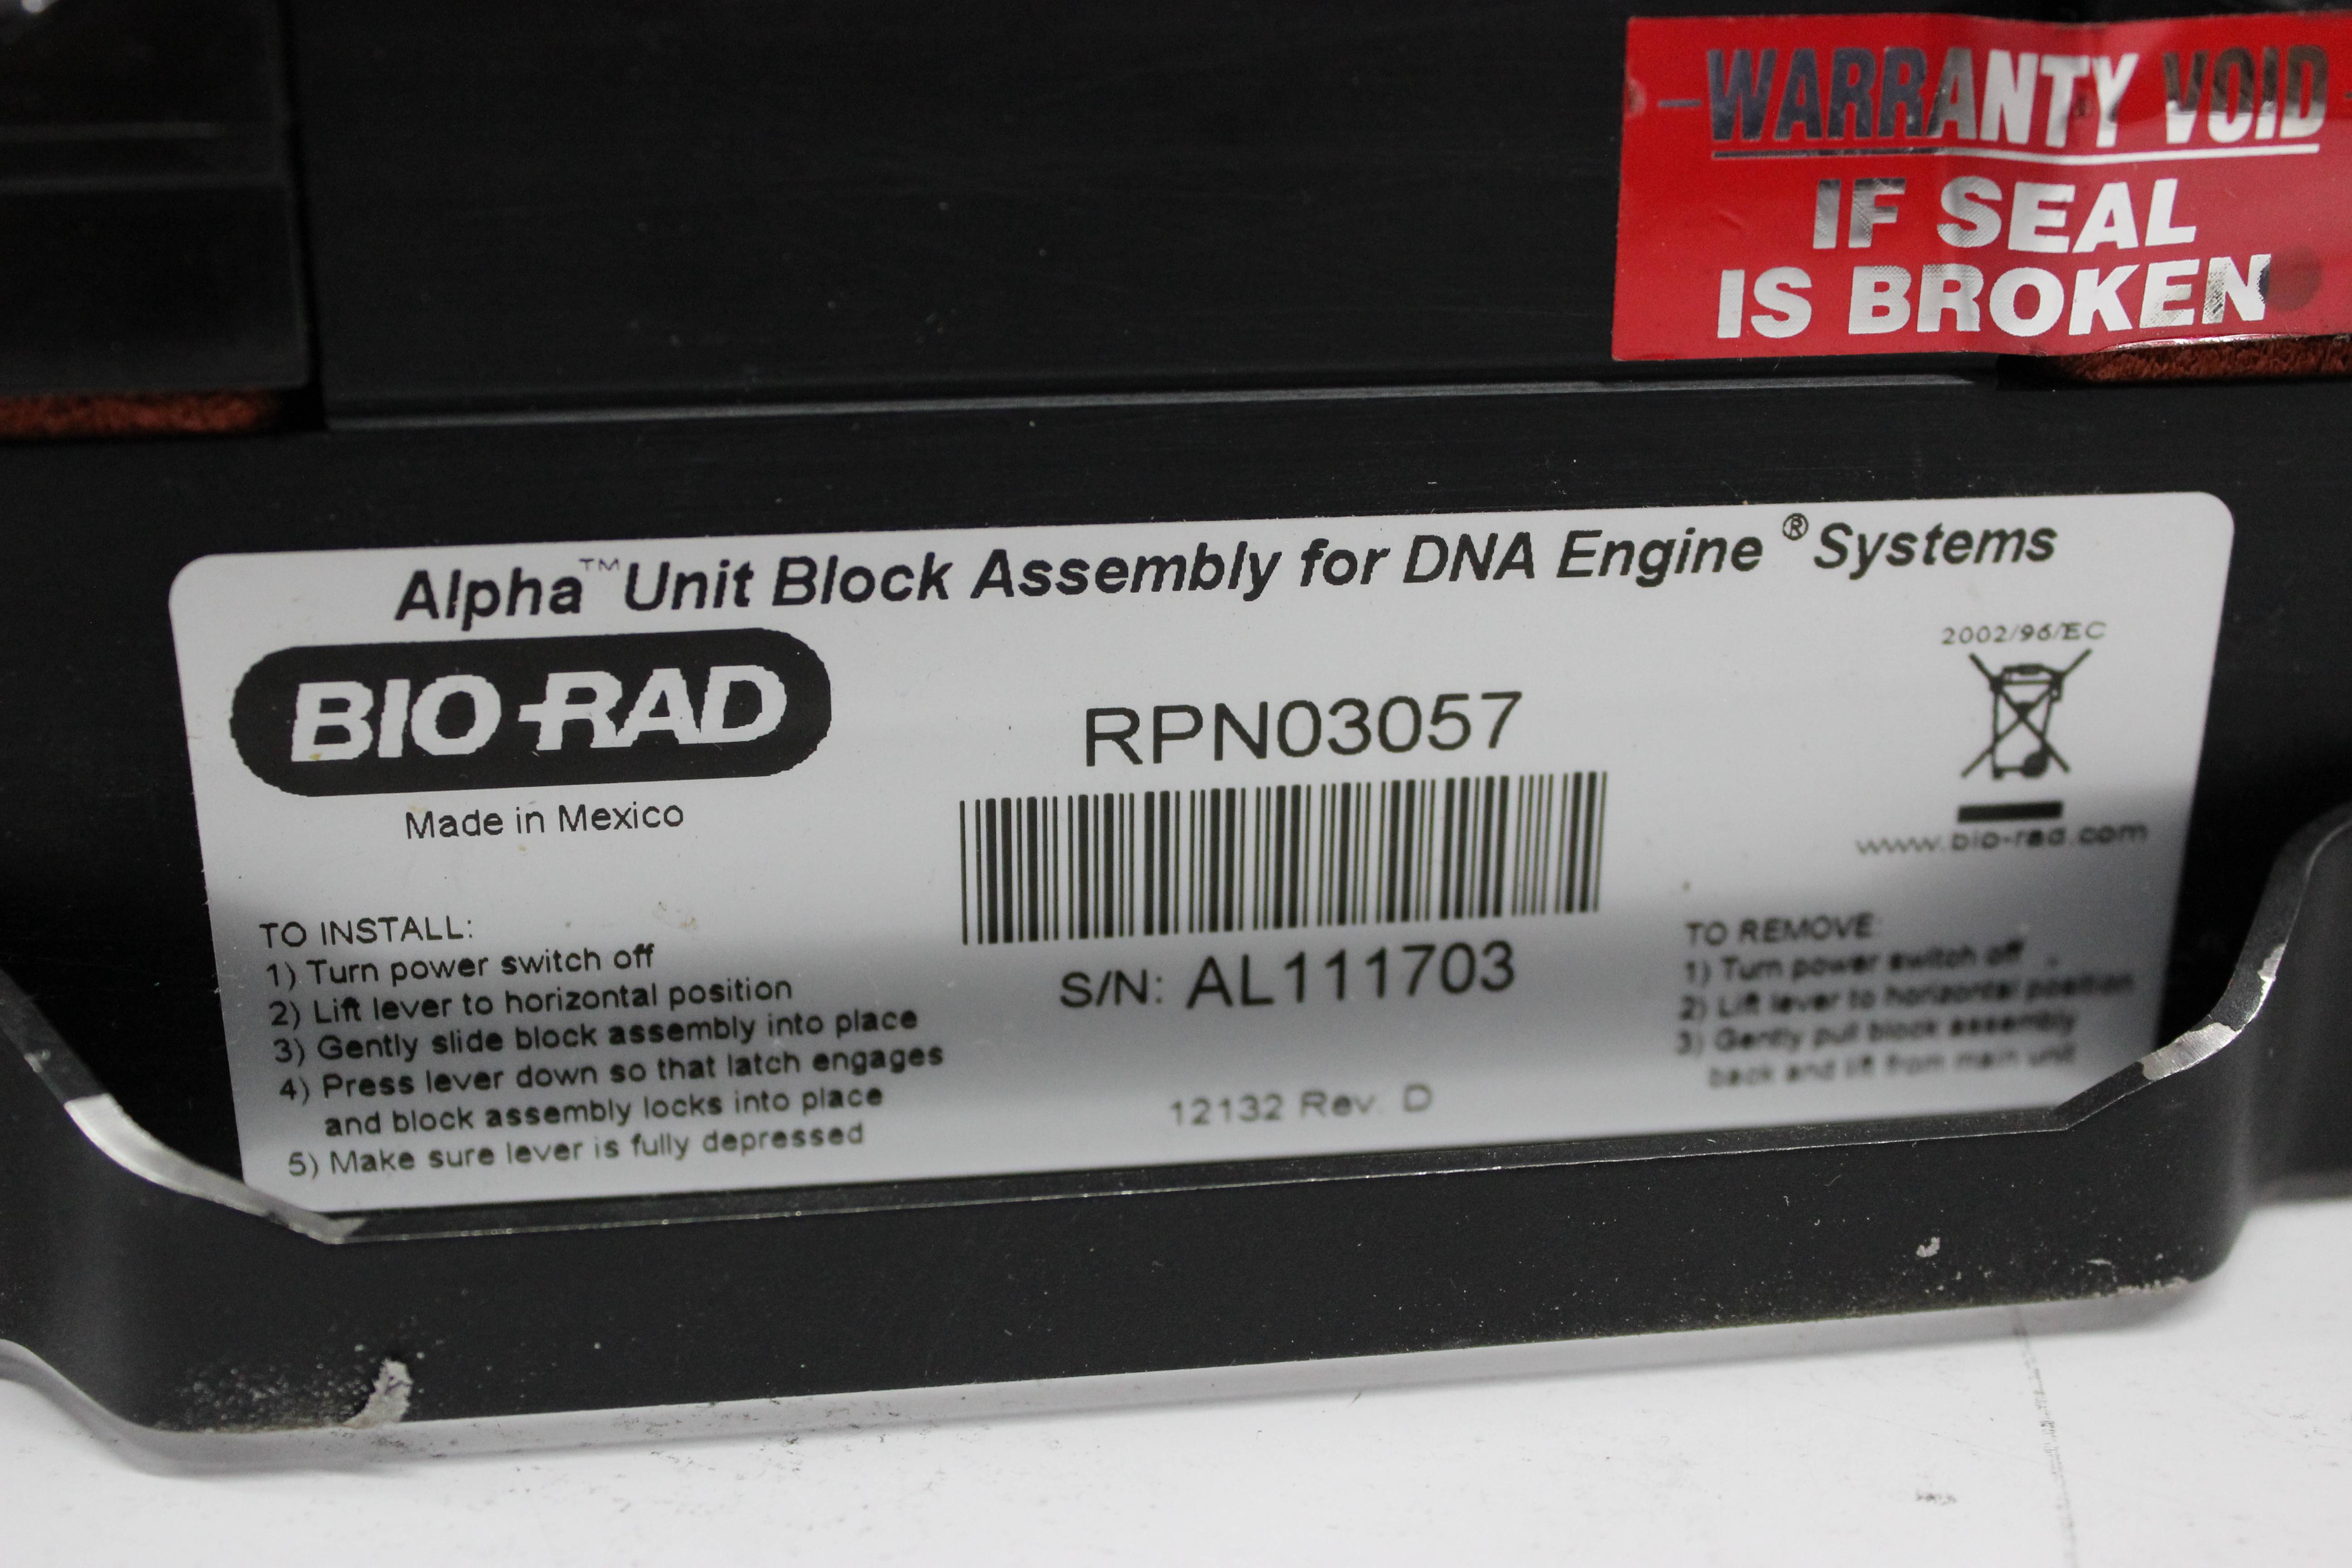 WARRANTY VOID
IF SEAL
IS BROKEN
Alpha™ Unit Block Assembly for DNA Engine® Systems
BIO-RAD
Made in Mexico
RPN03057
2002/96/EC
www.bio-rad.com
S/N: AL111703
12132 Rev. D
TO INSTALL:
1) Turn power switch off
2) Lift lever to horizontal position
3) Gently slide block assembly into place
4) Press lever down so that latch engages
and block assembly locks into place
5) Make sure lever is fully depressed
TO REMOVE:
1) Turn power switch off
2) Lift lever to horizontal position
3) Gently pull block assembly
back and lift from main unit